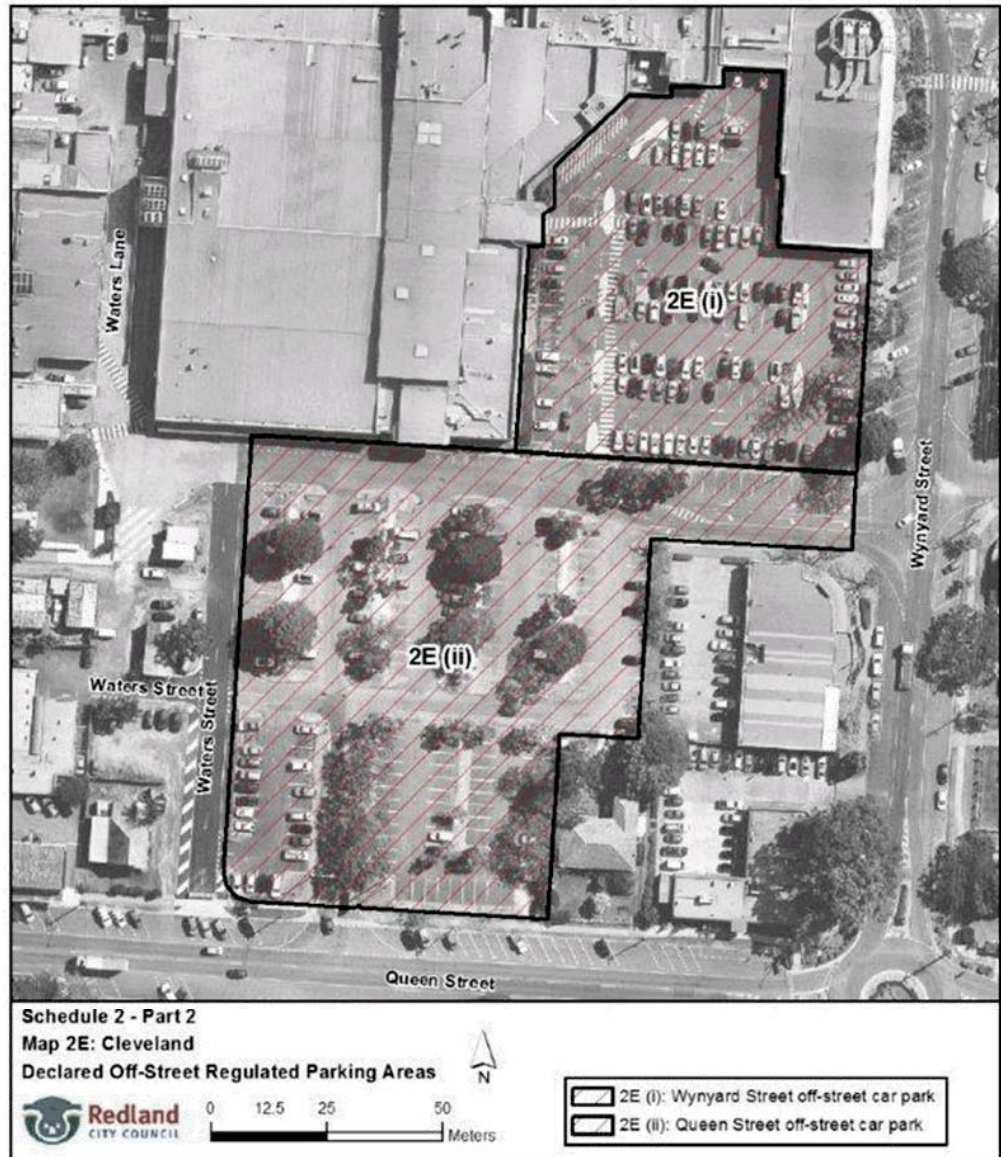 2E (i)
Waters Lane
Wynyard Street
2E (ii)
Waters Street
Waters Street
Queen Street
Schedule 2 - Part 2
Map 2E: Cleveland
Declared Off-Street Regulated Parking Areas
N
Redland
CITY COUNCIL
0 12.5 25 50
Meters
2E (i): Wynyard Street off-street car park
2E (ii): Queen Street off-street car park